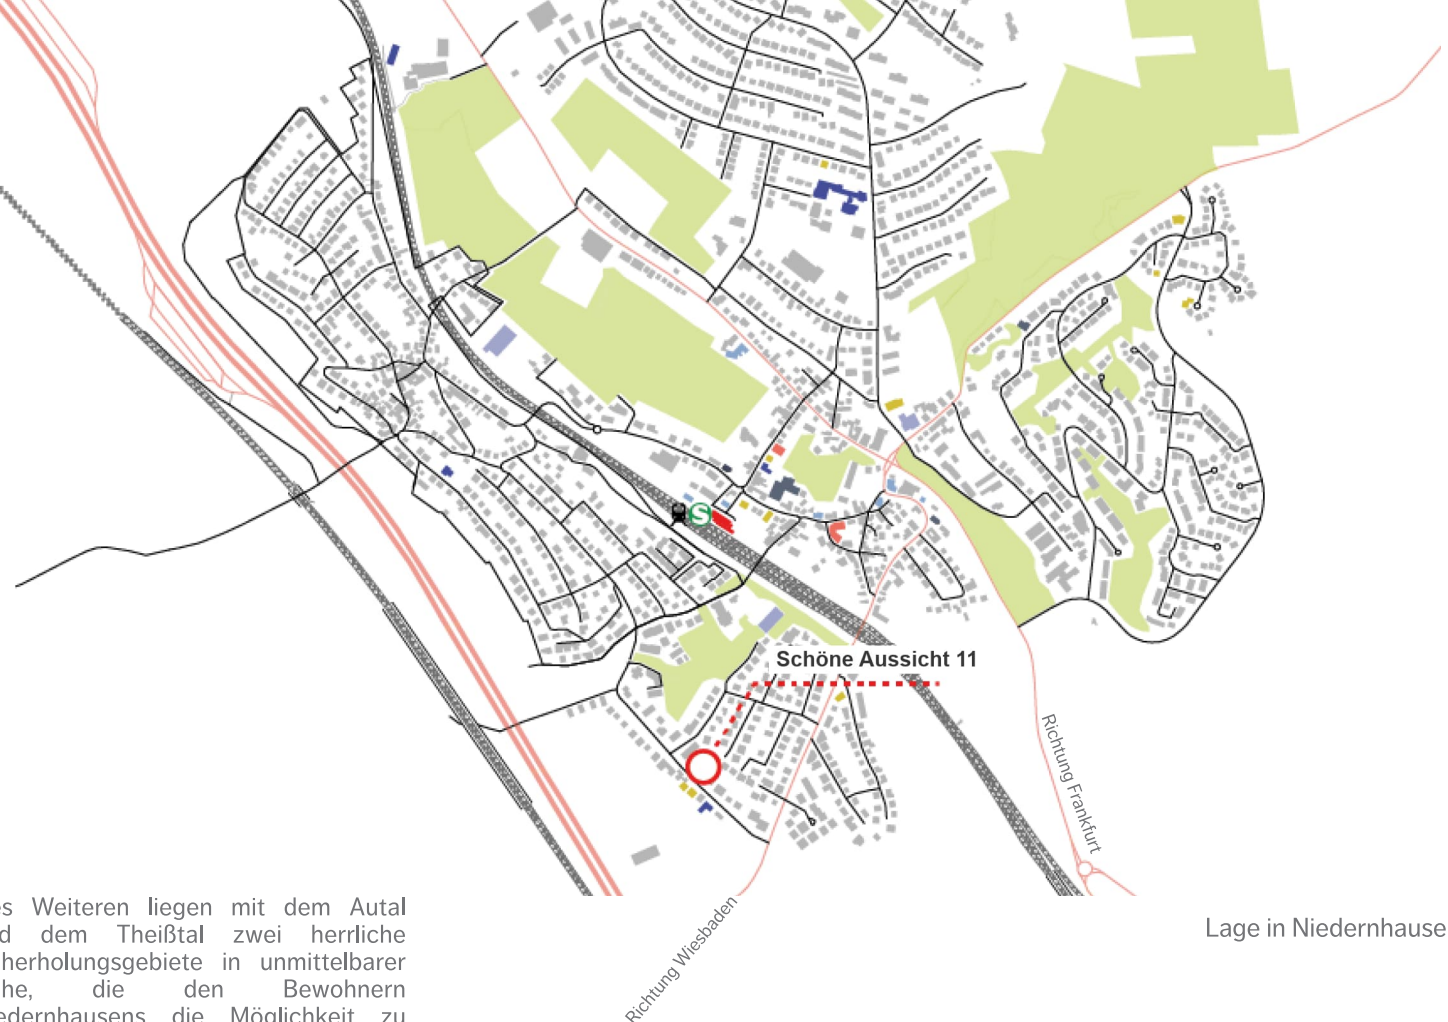 S
Schöne Aussicht 11
Richtung Frankfurt
Richtung Wiesbaden
Lage in Niedernhause
es Weiteren liegen mit dem Autal
d dem Theißtal zwei herrliche
herholungsgebiete in unmittelbarer
he, die den Bewohnern
edernhausens die Möglichkeit zu